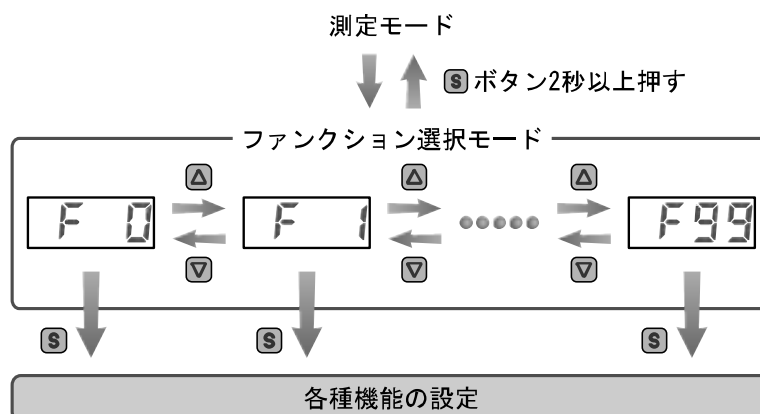 測定モード
S ボタン2秒以上押す
ファンクション選択モード
F 0 F 1 F99
S S S
各種機能の設定